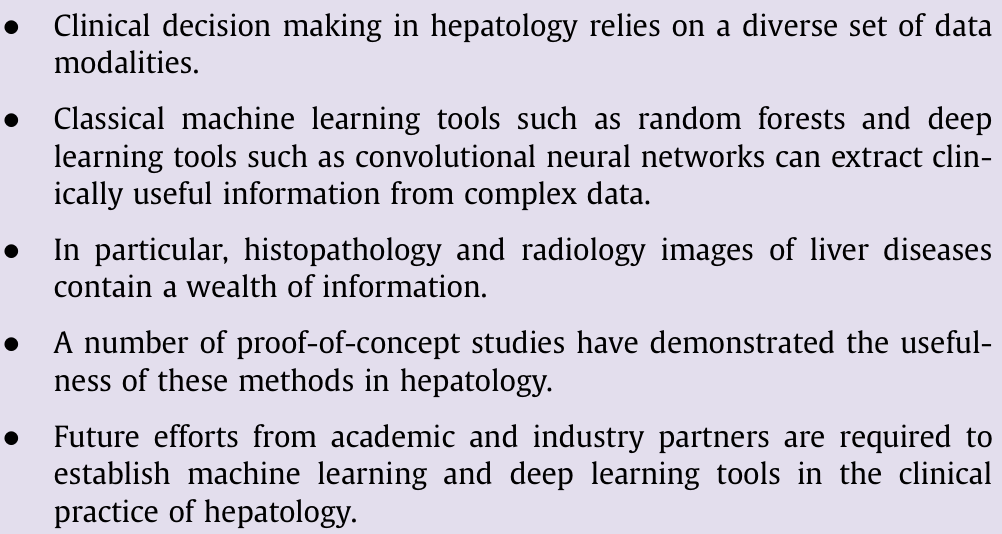 • Clinical decision making in hepatology relies on a diverse set of data
modalities.
• Classical machine learning tools such as random forests and deep
learning tools such as convolutional neural networks can extract clin-
ically useful information from complex data.
• In particular, histopathology and radiology images of liver diseases
contain a wealth of information.
• A number of proof-of-concept studies have demonstrated the useful-
ness of these methods in hepatology.
• Future efforts from academic and industry partners are required to
establish machine learning and deep learning tools in the clinical
practice of hepatology.